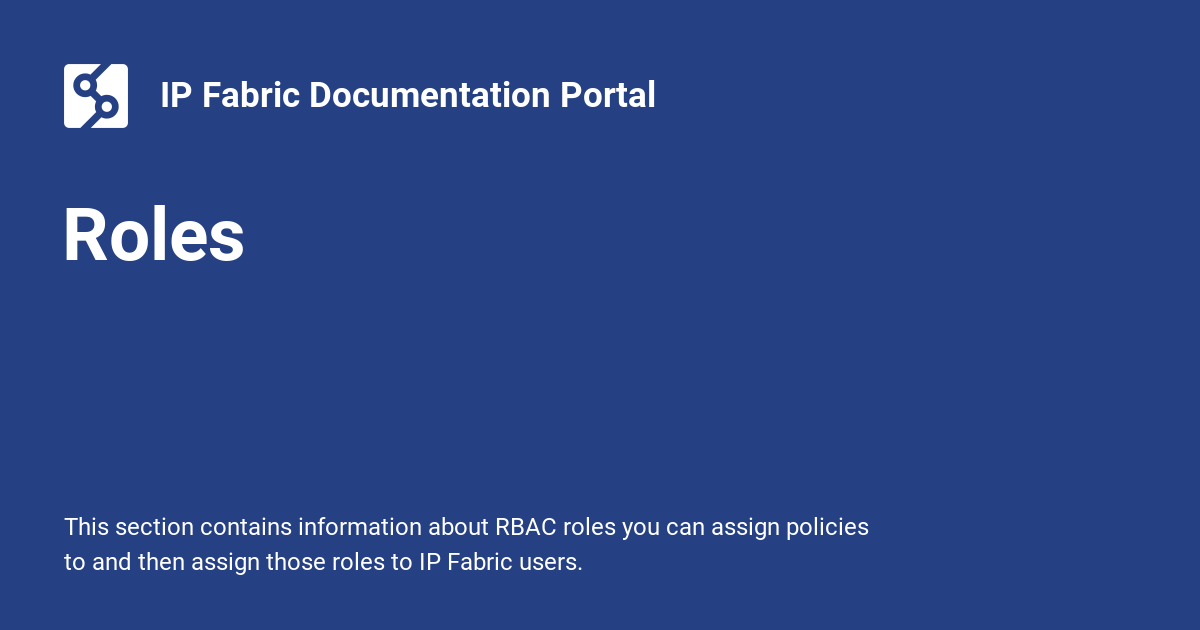 IP Fabric Documentation Portal
Roles
This section contains information about RBAC roles you can assign policies
to and then assign those roles to IP Fabric users.